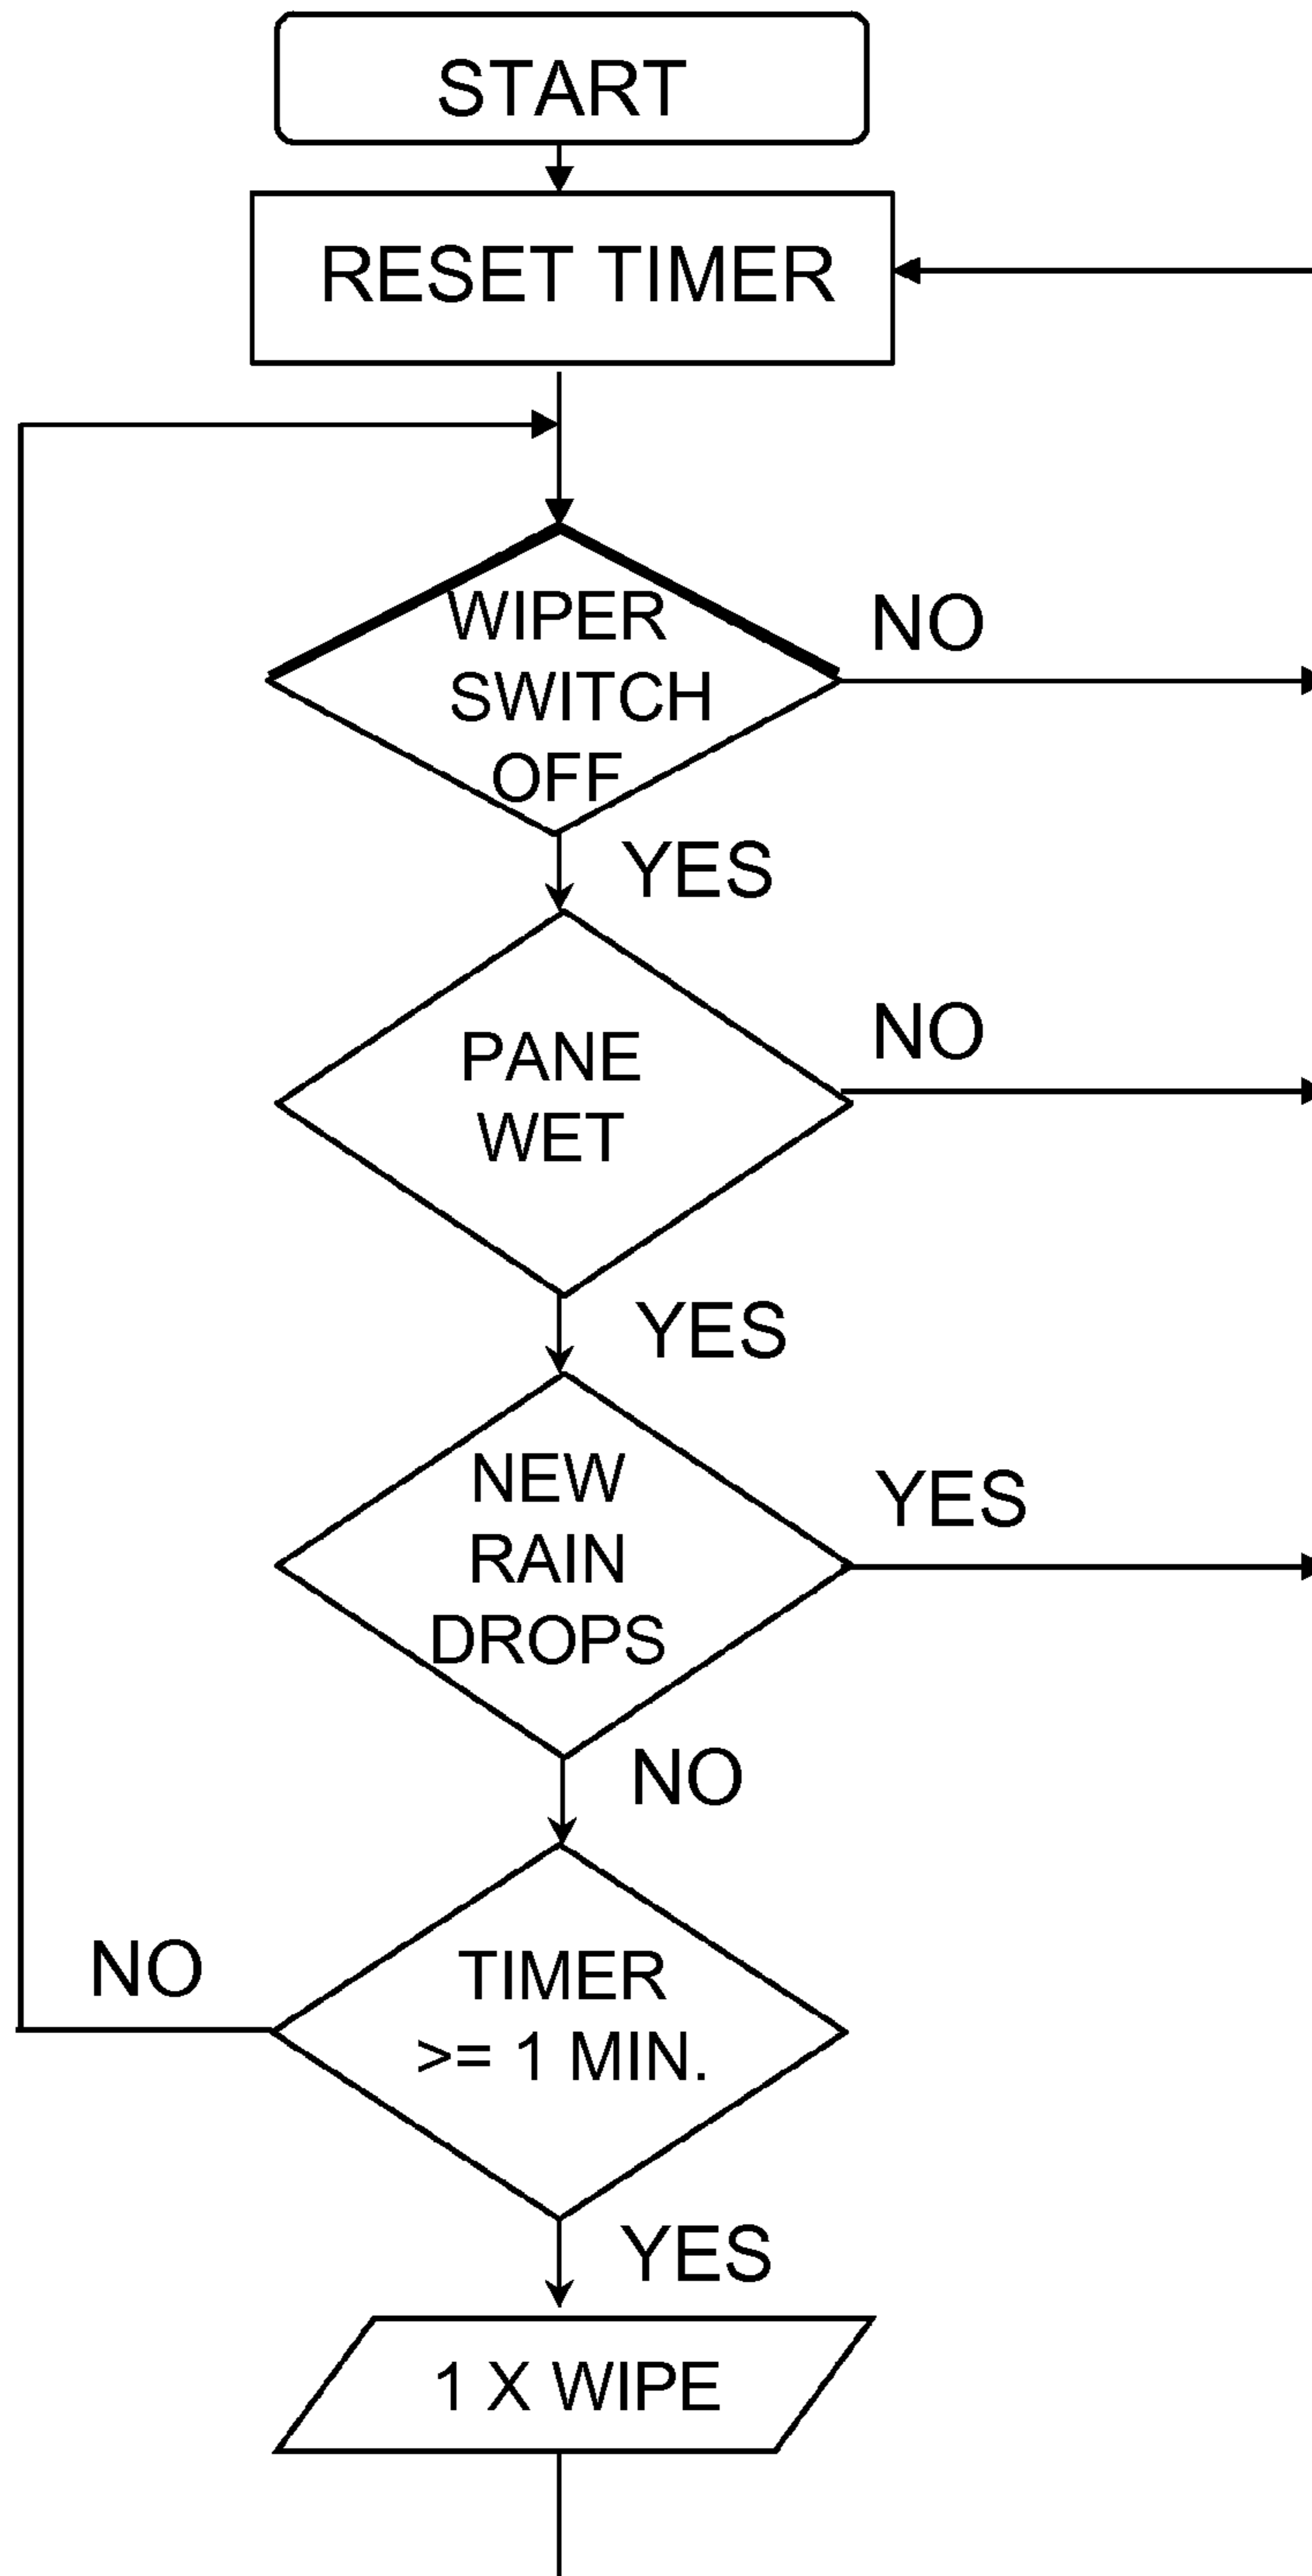 START
RESET TIMER
WIPER
SWITCH
OFF
NO
YES
PANE
WET
NO
YES
NEW
RAIN
DROPS
YES
NO
TIMER
>= 1 MIN.
NO
YES
1 X WIPE